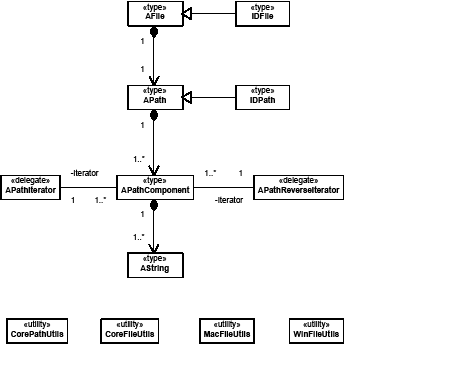 «type» «type»
AFile IDFile
1
1
«type» «type»
APath IDPath
1
1..*
-Iterator 1..* 1
«delegate» «type» «delegate»
APathIterator APathComponent APathReverseIterator
1 1..* -Iterator
1
1..*
«type»
AString
«utility» «utility» «utility» «utility»
CorePathUtils CoreFileUtils MacFileUtils WinFileUtils